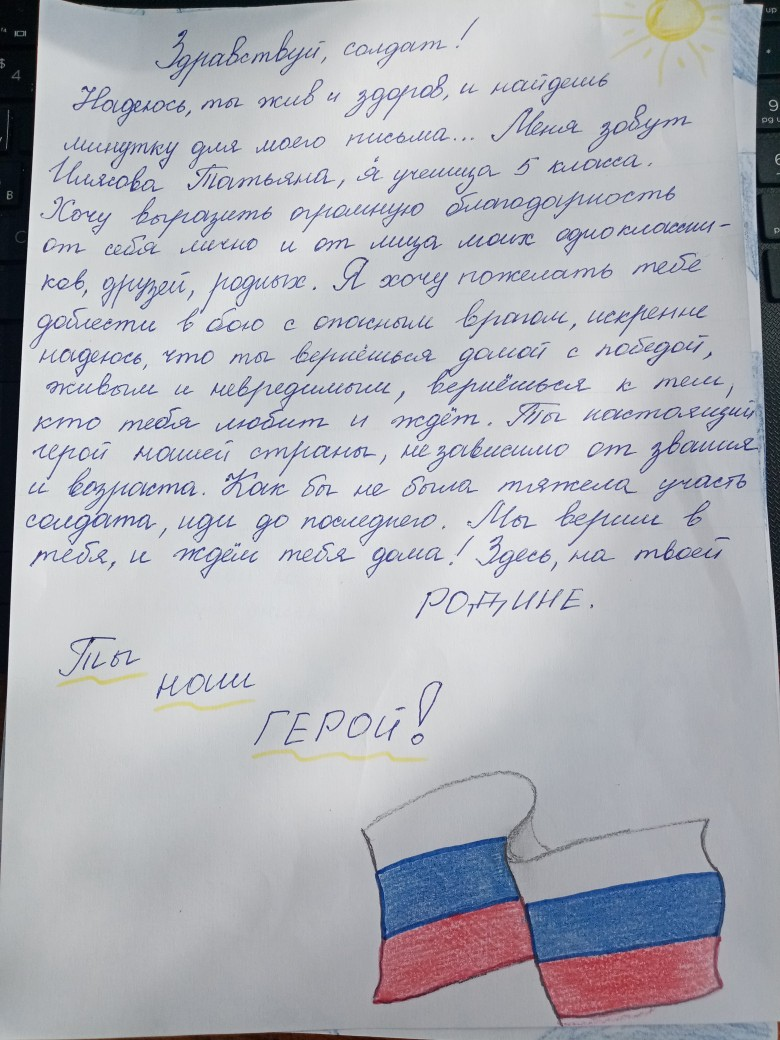 Здравствуй, солдат!
Надеюсь, ты жив и здоров, и найдешь
минутку для моего письма... Меня зовут
Илясова Татьяна, я ученица 5 класса.
Хочу выразить огромную благодарность
от себя лично и от лица моих одноклассни-
ков, друзей, родных. Я хочу пожелать тебе
доблести в бою с опасным врагом, искренне
надеюсь, что ты вернёшься домой с победой,
живым и невредимым, вернёшься к тем,
кто тебя любит и ждёт. Ты настоящий
герой нашей страны, независимо от звания
и возраста. Как бы не была тяжела участь
солдата, иди до последнего. Мы верим в
тебя, и ждём тебя дома! Здесь, на твоей
РОДИНЕ.
Ты
наш
ГЕРОЙ!